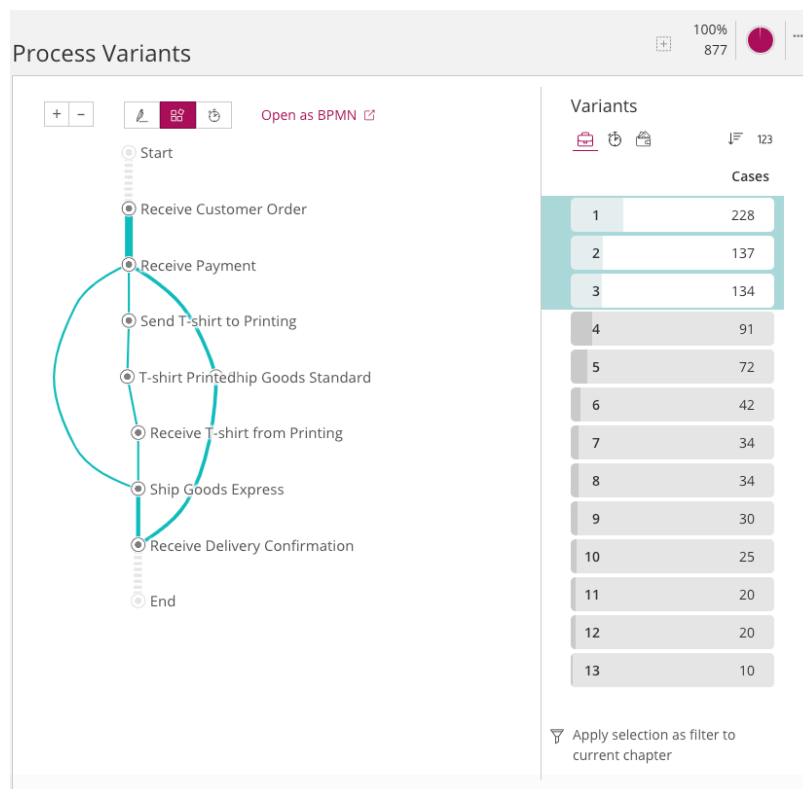 Process Variants
100%
877
Open as BPMN
Start
Receive Customer Order
Receive Payment
Send T-shirt to Printing
T-shirt Printed
hip Goods Standard
Receive T-shirt from Printing
Ship Goods Express
Receive Delivery Confirmation
End
Variants
123
Cases
1 228
2 137
3 134
4 91
5 72
6 42
7 34
8 34
9 30
10 25
11 20
12 20
13 10
Apply selection as filter to
current chapter